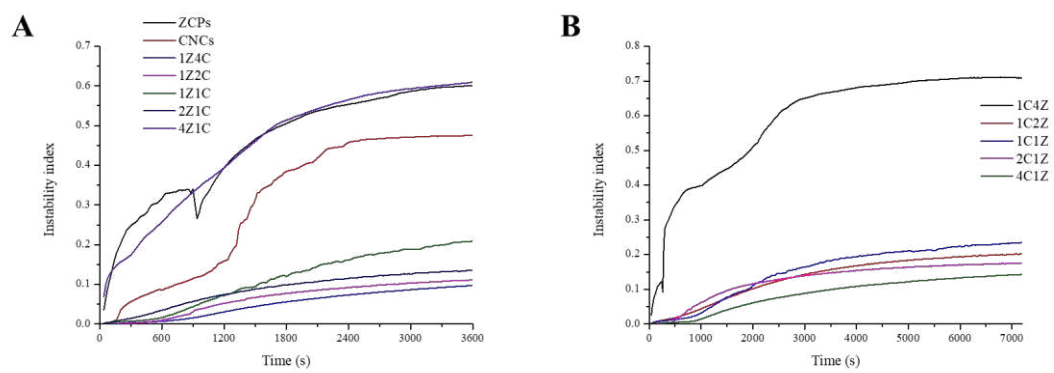 A
ZCPs
CNCs
1Z4C
1Z2C
1Z1C
2Z1C
4Z1C
0.7
0.6
0.5
0.4
0.3
0.2
0.1
0.0
Instability index
0
600
1200
1800
2400
3000
3600
Time (s)
B
0.8
0.7
0.6
0.5
0.4
0.3
0.2
0.1
0.0
Instability index
1C4Z
1C2Z
1C1Z
2C1Z
4C1Z
0
1000
2000
3000
4000
5000
6000
7000
Time (s)